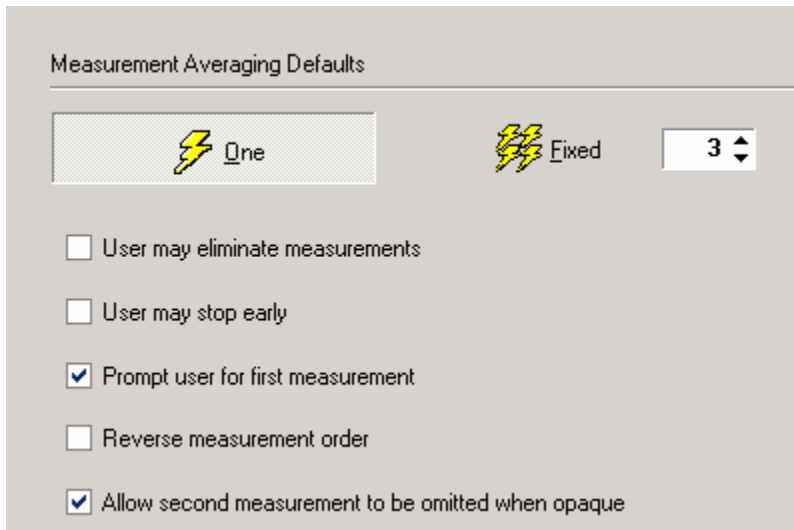 Measurement Averaging Defaults
One Fixed 3
User may eliminate measurements
User may stop early
Prompt user for first measurement
Reverse measurement order
Allow second measurement to be omitted when opaque